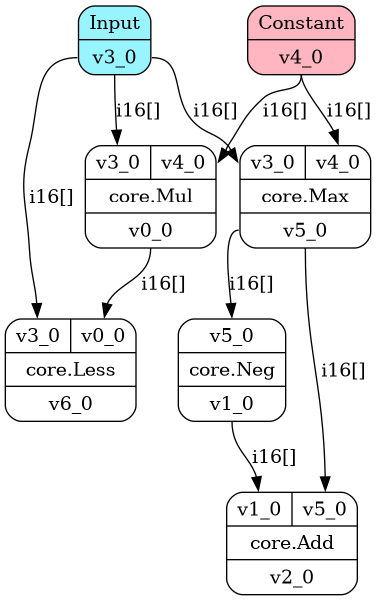 Input
v3_0
Constant
v4_0
i16[]
i16[]
i16[]
i16[]
v3_0 v4_0
core.Mul
v0_0
v3_0 v4_0
core.Max
v5_0
i16[]
i16[]
i16[]
v3_0 v0_0
core.Less
v6_0
v5_0
core.Neg
v1_0
i16[]
i16[]
v1_0 v5_0
core.Add
v2_0